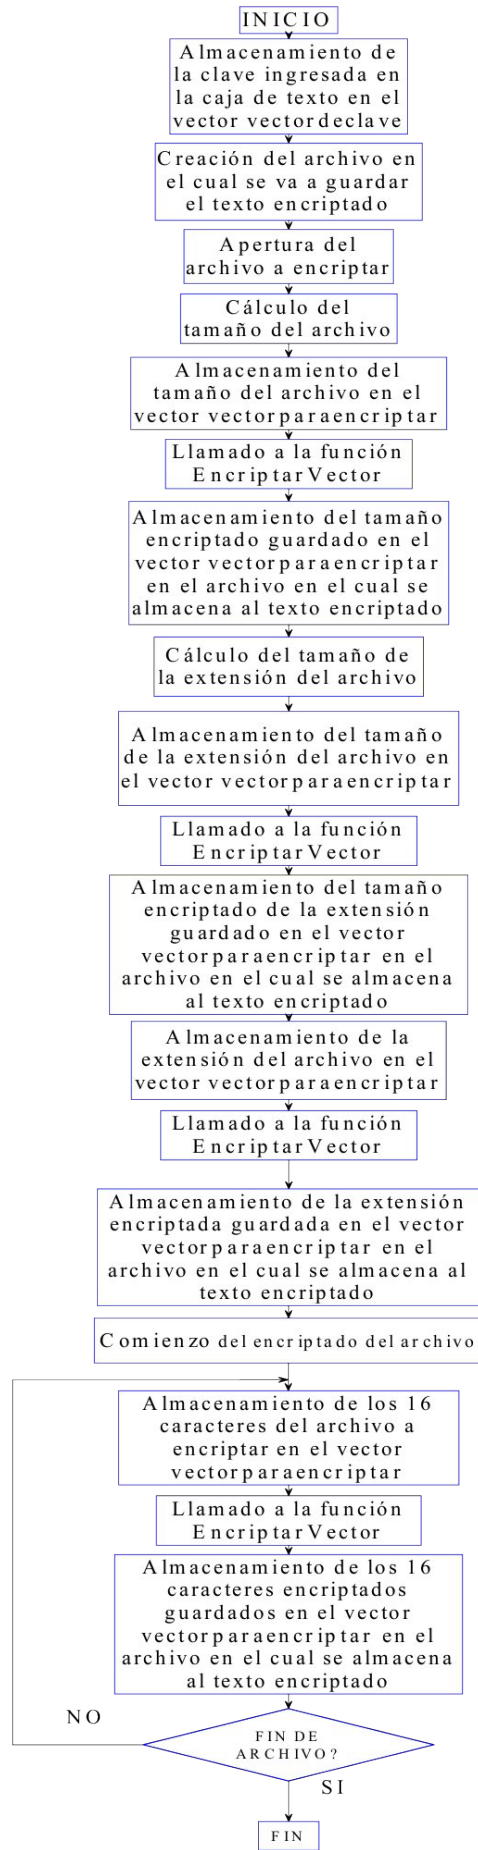 INICIO
Almacenamiento de
la clave ingresada en
la caja de texto en el
vector vectordeclave
Creación del archivo en
el cual se va a guardar
el texto encriptado
Apertura del
archivo a encriptar
Cálculo del
tamaño del archivo
Almacenamiento del
tamaño del archivo en el
vector vectorparaencriptar
Llamado a la función
EncriptarVector
Almacenamiento del tamaño
encriptado guardado en el
vector vectorparaencriptar
en el archivo en el cual se
almacena al texto encriptado
Cálculo del tamaño de
la extensión del archivo
Almacenamiento del tamaño
de la extensión del archivo en
el vector vectorparaencriptar
Llamado a la función
EncriptarVector
Almacenamiento del tamaño
encriptado de la extensión
guardado en el vector
vectorparaencriptar en el
archivo en el cual se almacena
al texto encriptado
Almacenamiento de la
extensión del archivo en el
vector vectorparaencriptar
Llamado a la función
EncriptarVector
Almacenamiento de la extensión
encriptada guardada en el vector
vectorparaencriptar en el
archivo en el cual se almacena al
texto encriptado
Comienzo del encriptado del archivo
Almacenamiento de los 16
caracteres del archivo a
encriptar en el vector
vectorparaencriptar
Llamado a la función
EncriptarVector
Almacenamiento de los 16
caracteres encriptados
guardados en el vector
vectorparaencriptar en el
archivo en el cual se almacena
al texto encriptado
NO
FIN DE
ARCHIVO?
SI
FIN